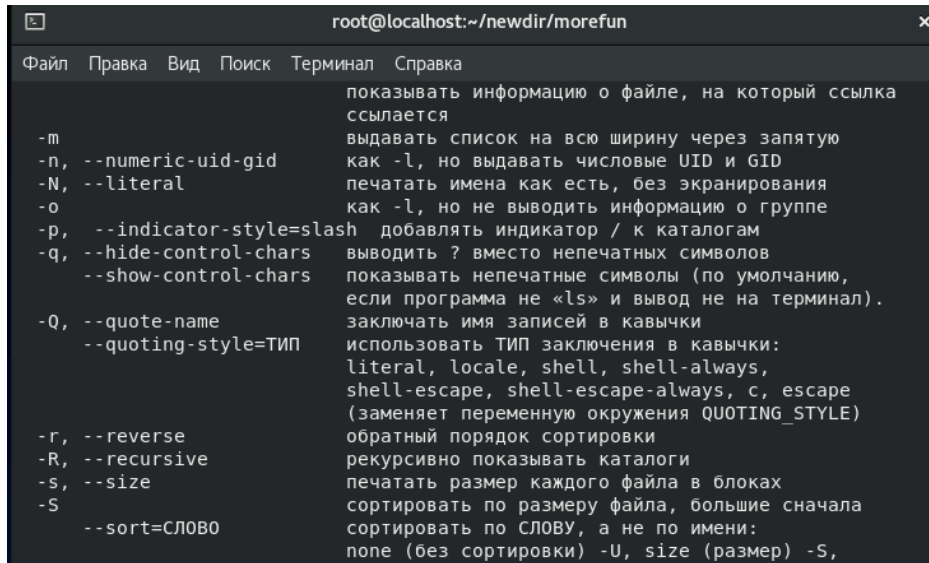 root@localhost:~/newdir/morefun ×
Файл Правка Вид Поиск Терминал Справка
показывать информацию о файле, на который ссылка
ссылается
-m выдавать список на всю ширину через запятую
-n, --numeric-uid-gid как -l, но выдавать числовые UID и GID
-N, --literal печатать имена как есть, без экранирования
-o как -l, но не выводить информацию о группе
-p, --indicator-style=slash добавлять индикатор / к каталогам
-q, --hide-control-chars выводить ? вместо непечатных символов
--show-control-chars показывать непечатные символы (по умолчанию,
если программа не «ls» и вывод не на терминал).
-Q, --quote-name заключать имя записей в кавычки
--quoting-style=ТИП использовать ТИП заключения в кавычки:
literal, locale, shell, shell-always,
shell-escape, shell-escape-always, c, escape
(заменяет переменную окружения QUOTING_STYLE)
-r, --reverse обратный порядок сортировки
-R, --recursive рекурсивно показывать каталоги
-s, --size печатать размер каждого файла в блоках
-S сортировать по размеру файла, большие сначала
--sort=СЛОВО сортировать по СЛОВУ, а не по имени:
none (без сортировки) -U, size (размер) -S,